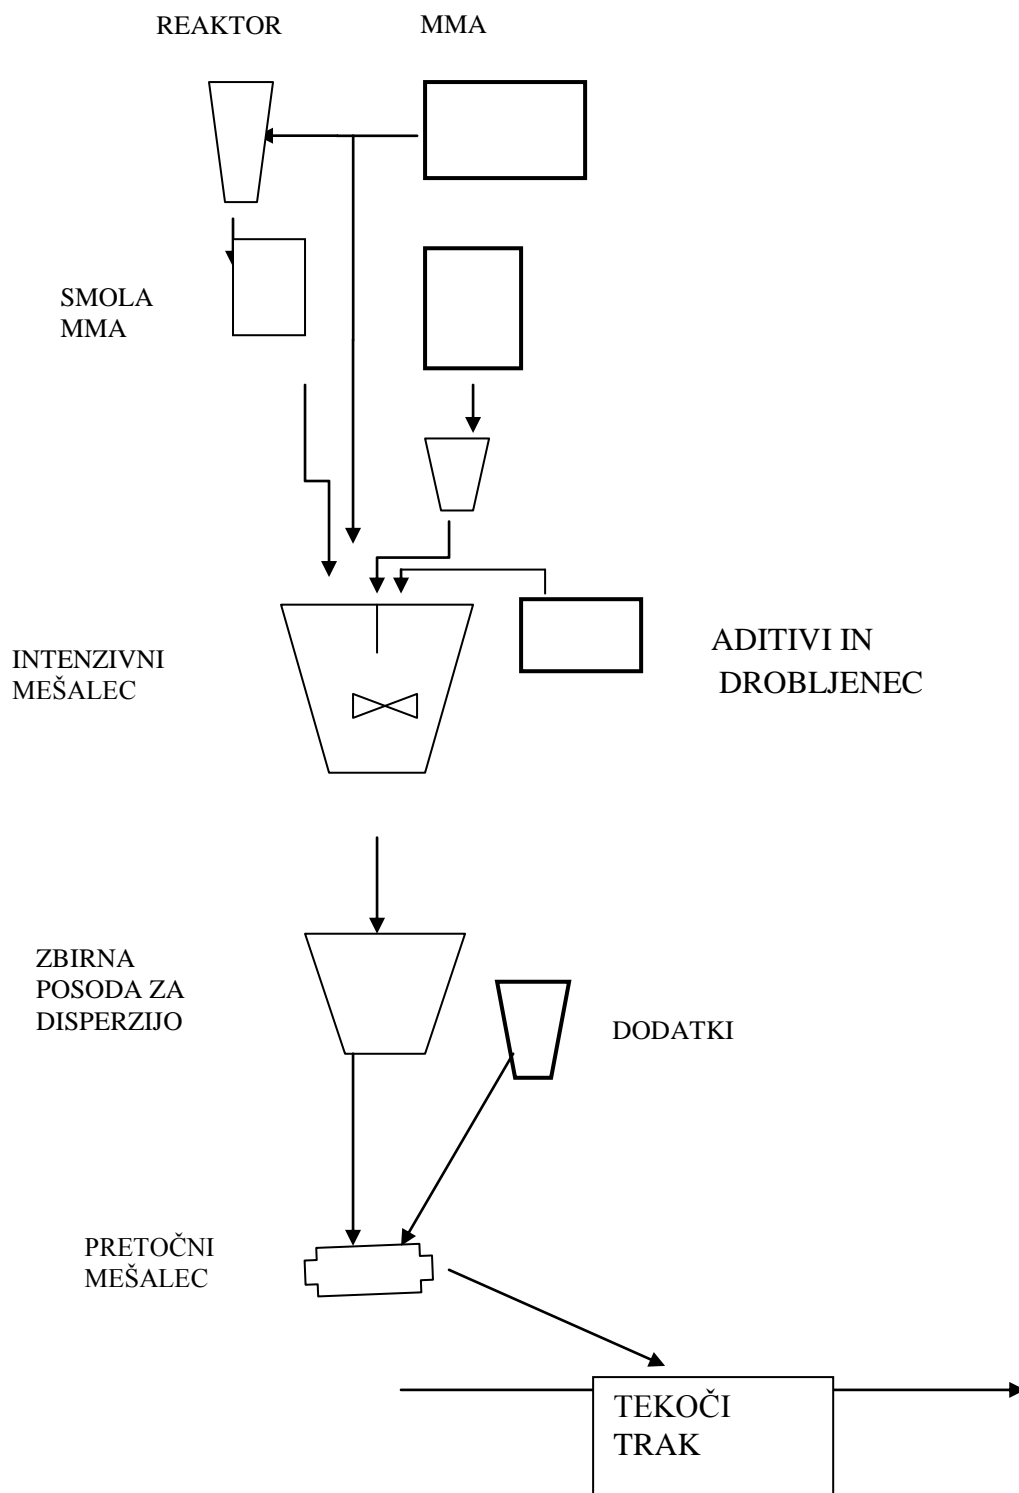 REAKTOR
MMA
SMOLA
MMA
INTENZIVNI
MEŠALEC
ADITIVI IN
DROBLJENEC
ZBIRNA
POSODA ZA
DISPERZIJO
DODATKI
PRETOČNI
MEŠALEC
TEKOČI
TRAK